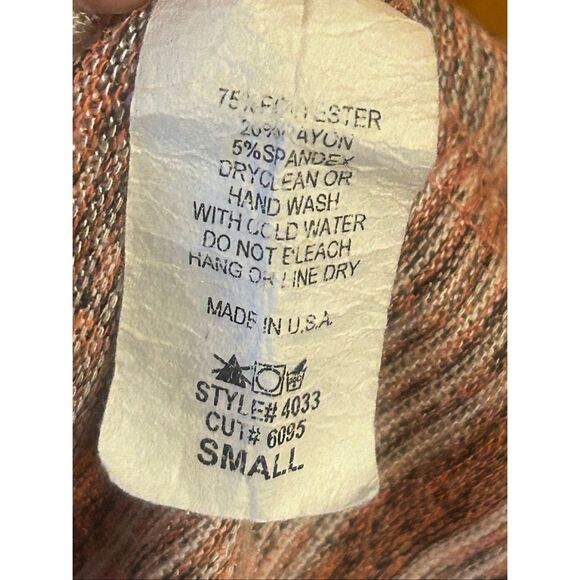 75% POLYESTER
20% RAYON
5%SPANDEX
DRYCLEAN OR
HAND WASH
WITH COLD WATER
DO NOT BLEACH
HANG OR LINE DRY
MADE IN U.S.A.
STYLE# 4033
CUT# 6095
SMALL